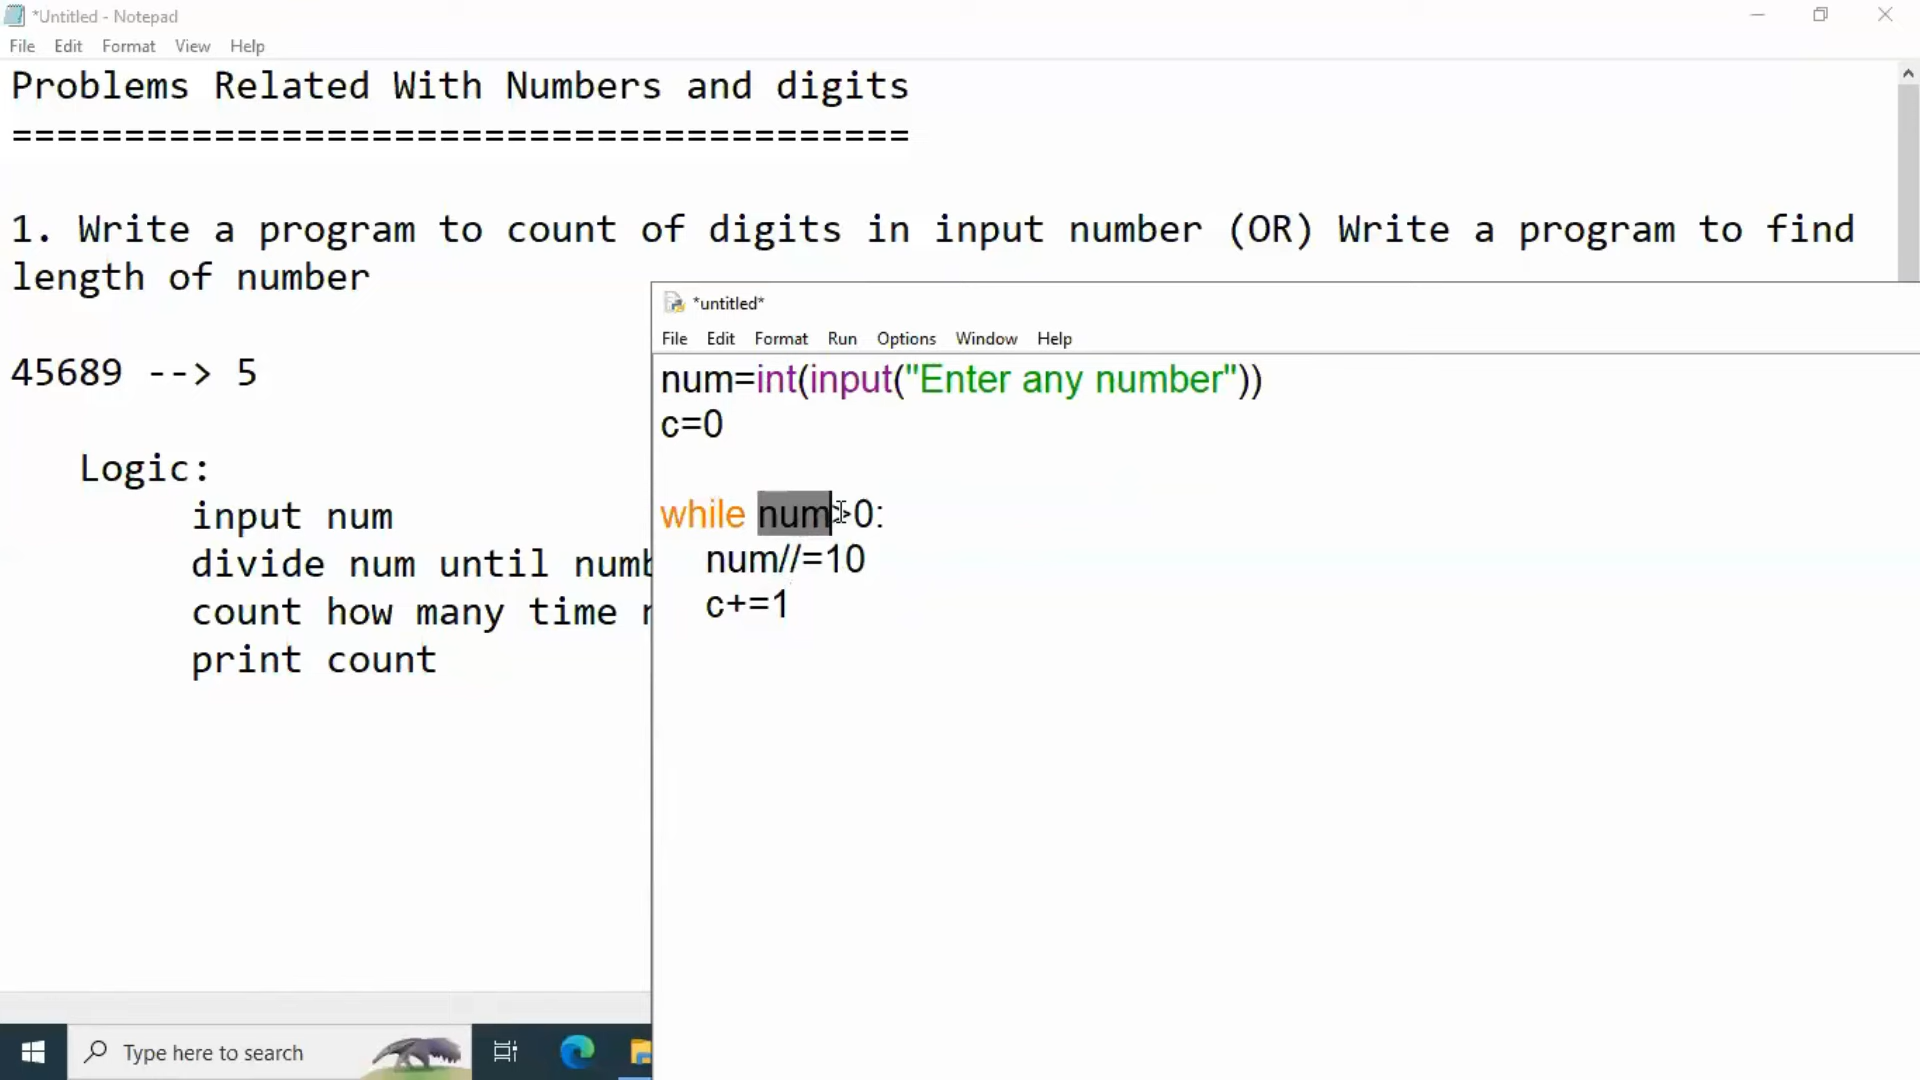 *Untitled - Notepad
File Edit Format View Help
Problems Related With Numbers and digits
========================================
1. Write a program to count of digits in input number (OR) Write a program to find
length of number
45689 --> 5
Logic:
input num
divide num until
count how many time
print count
*untitled*
File Edit Format Run Options Window Help
num=int(input("Enter any number"))
c=0
while num>0:
num//=10
c+=1
Type here to search